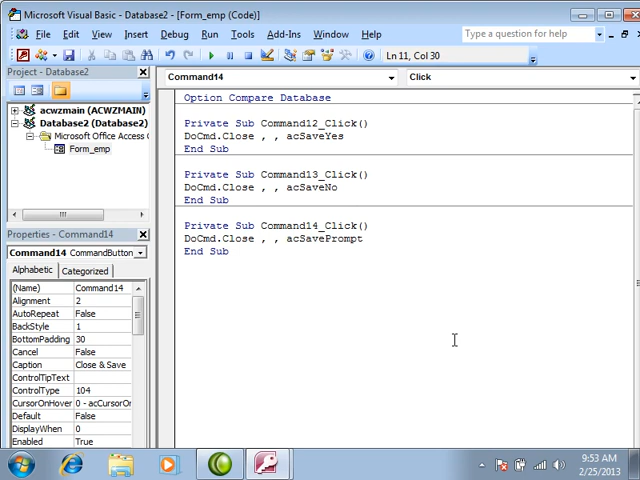 Microsoft Visual Basic - Database2 - [Form_emp (Code)]
File Edit View Insert Debug Run Tools Add-Ins Window Help Type a question for help
Ln 11, Col 30
Project - Database2
Command14 Click
acwzmain (ACWZMAIN)
Database2 (Database2)
Microsoft Office Access C
Form_emp
Option Compare Database
Private Sub Command12_Click()
DoCmd.Close , , acSaveYes
End Sub
Private Sub Command13_Click()
DoCmd.Close , , acSaveNo
End Sub
Private Sub Command14_Click()
DoCmd.Close , , acSavePrompt
End Sub
Properties - Command14
Command14 CommandButton
Alphabetic Categorized
(Name) Command14
Alignment 2
AutoRepeat False
BackStyle 1
BottomPadding 30
Cancel False
Caption Close & Save
ControlTipText
ControlType 104
CursorOnHover 0 - acCursorOn
Default False
DisplayWhen 0
Enabled True
9:53 AM
2/25/2013